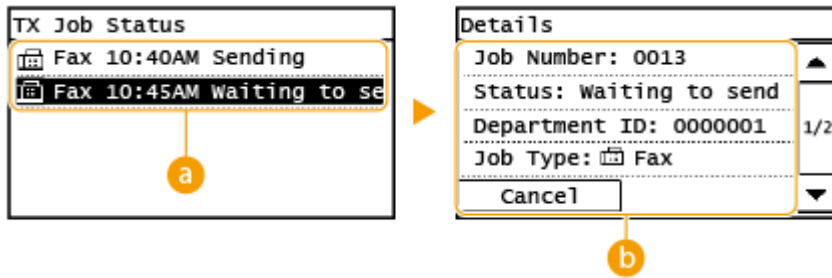 TX Job Status
Fax 10:40AM Sending
Fax 10:45AM Waiting to se
a
Details
Job Number: 0013
Status: Waiting to send
Department ID: 0000001
Job Type: Fax
1/2
Cancel
b